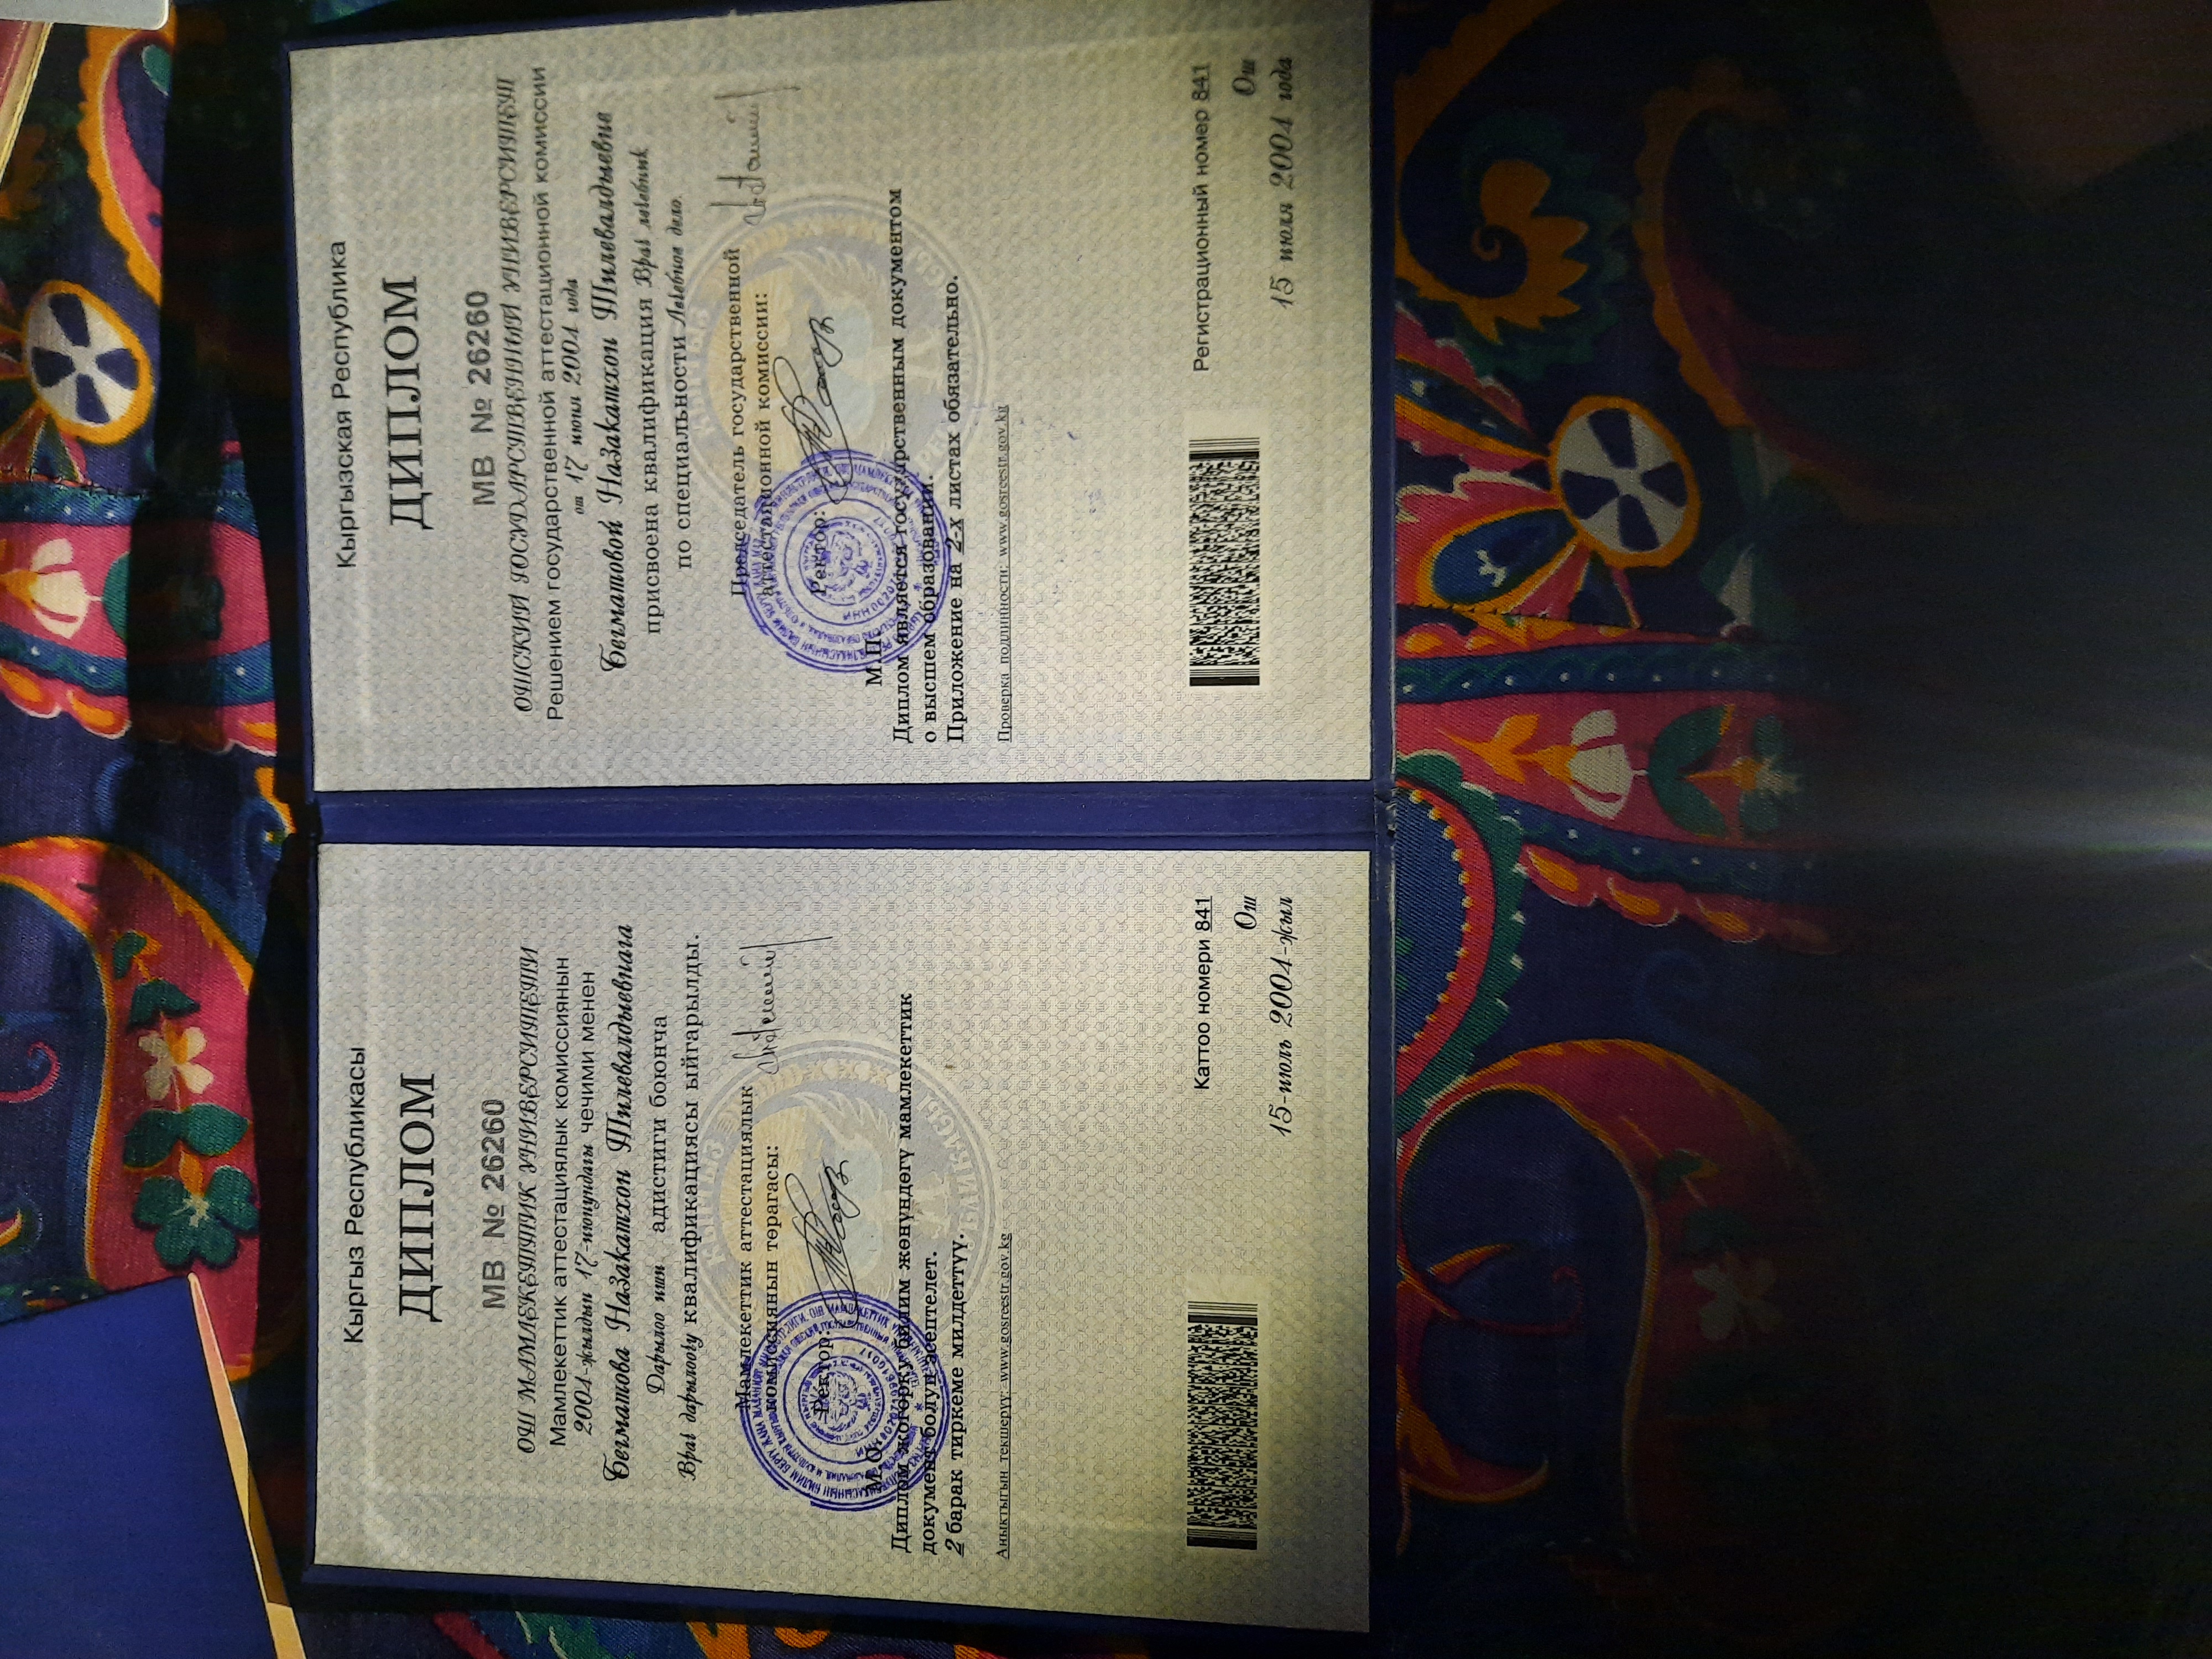 Кыргыз Республикасы
ДИПЛОМ
МВ № 26260
ОШ МАМЛЕКЕТТИК УНИВЕРСИТЕТИ
Мамлекеттик аттестациялык комиссиянын
2001-жылдын 17-июнундагы чечими менен
Бегматова Назакатхон Тилевалдыевнага
Дарылоо иши адистиги боюнча
Врач дарылоочу квалификациясы ыйгарылды.
Мамлекеттик аттестациялык
комиссиянын төрагасы:
Ректор:
М.О.
Диплом жогорку билим жөнүндөгү мамлекеттик
документ болуп эсептелет.
2 барак тиркеме милдеттүү.
Аныктыгын текшерүү: www.gosreestr.gov.kg
Каттоо номери 841
Ош
15-июль 2001-жыл
Кыргызская Республика
ДИПЛОМ
МВ № 26260
ОШСКИЙ ГОСУДАРСТВЕННЫЙ УНИВЕРСИТЕТ
Решением государственной аттестационной комиссии
от 17 июня 2001 года
Бегматовой Назакатхон Тилевалдыевне
присвоена квалификация Врач лечебник
по специальности Лечебное дело.
Председатель государственной
аттестационной комиссии:
Ректор:
М.П.
Диплом является государственным документом
о высшем образовании.
Приложение на 2-х листах обязательно.
Проверка подлинности: www.gosreestr.gov.kg
Регистрационный номер 841
Ош
15 июля 2001 года